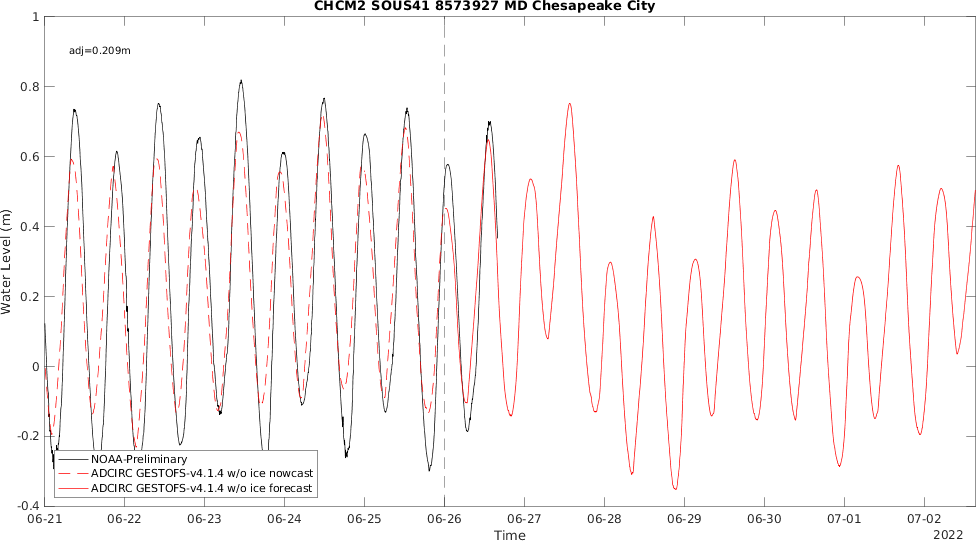 CHCM2 SOUS41 8573927 MD Chesapeake City
adj=0.209m
1
0.8
0.6
0.4
0.2
0
-0.2
-0.4
Water Level (m)
NOAA-Preliminary
ADCIRC GESTOFS-v4.1.4 w/o ice nowcast
ADCIRC GESTOFS-v4.1.4 w/o ice forecast
06-21 06-22 06-23 06-24 06-25 06-26 06-27 06-28 06-29 06-30 07-01 07-02
Time
2022